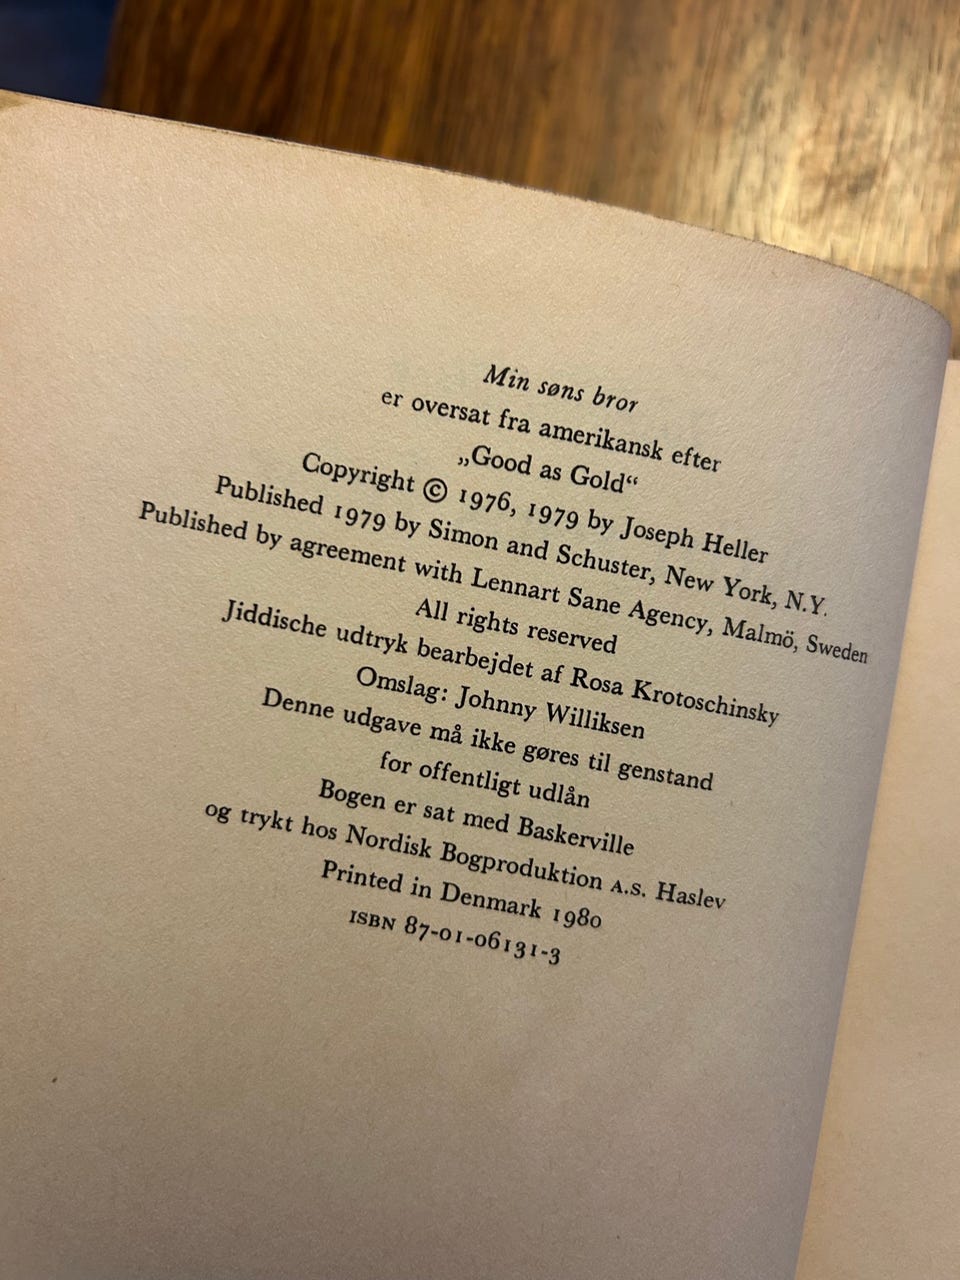 Min søns bror
er oversat fra amerikansk efter
„Good as Gold“
Copyright © 1976, 1979 by Joseph Heller
Published 1979 by Simon and Schuster, New York, N.Y.
Published by agreement with Lennart Sane Agency, Malmö, Sweden
All rights reserved
Jiddische udtryk bearbejdet af Rosa Krotoschinsky
Omslag: Johnny Williksen
Denne udgave må ikke gøres til genstand
for offentligt udlån
Bogen er sat med Baskerville
og trykt hos Nordisk Bogproduktion A.S. Haslev
Printed in Denmark 1980
ISBN 87-01-06131-3